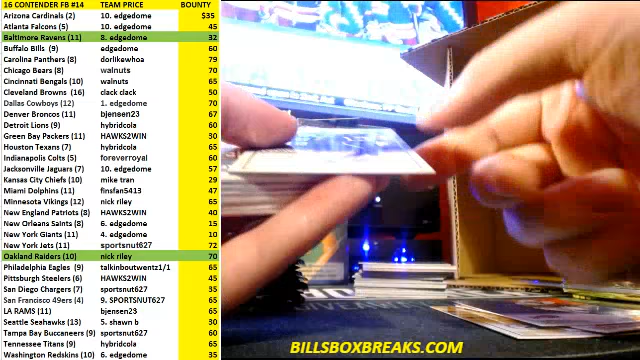 16 CONTENDER FB #14 TEAM PRICE BOUNTY
Arizona Cardinals (2) 10. edgedome $35
Atlanta Falcons (5) 10. edgedome 45
Baltimore Ravens (11) 8. edgedome 32
Buffalo Bills (9) edgedome 60
Carolina Panthers (8) dorlikewhoa 79
Chicago Bears (8) walnuts 70
Cincinnati Bengals (10) walnuts 65
Cleveland Browns (16) clack clack 50
Dallas Cowboys (12) 1. edgedome 70
Denver Broncos (11) bjensen23 67
Detroit Lions (9) hybridcola 60
Green Bay Packers (11) HAWKS2WIN 30
Houston Texans (7) hybridcola 65
Indianapolis Colts (5) foreverroyal 60
Jacksonville Jaguars (7) 10. edgedome 57
Kansas City Chiefs (10) mike tran 29
Miami Dolphins (11) finsfan5413 47
Minnesota Vikings (12) nick riley 65
New England Patriots (8) HAWKS2WIN 40
New Orleans Saints (8) 6. edgedome 15
New York Giants (11) 4. edgedome 10
New York Jets (11) sportsnut627 72
Oakland Raiders (10) nick riley 70
Philadelphia Eagles (9) talkinboutwentz1/1 65
Pittsburgh Steelers (6) HAWKS2WIN 45
San Diego Chargers (7) sportsnut627 35
San Francisco 49ers (4) 9. SPORTSNUT627 65
LA RAMS (11) bjensen23 65
Seattle Seahawks (13) 5. shawn b 30
Tampa Bay Buccaneers (9) sportsnut627 60
Tennessee Titans (9) hybridcola 65
Washington Redskins (10) 6. edgedome 35
BILLSBOXBREAKS.COM